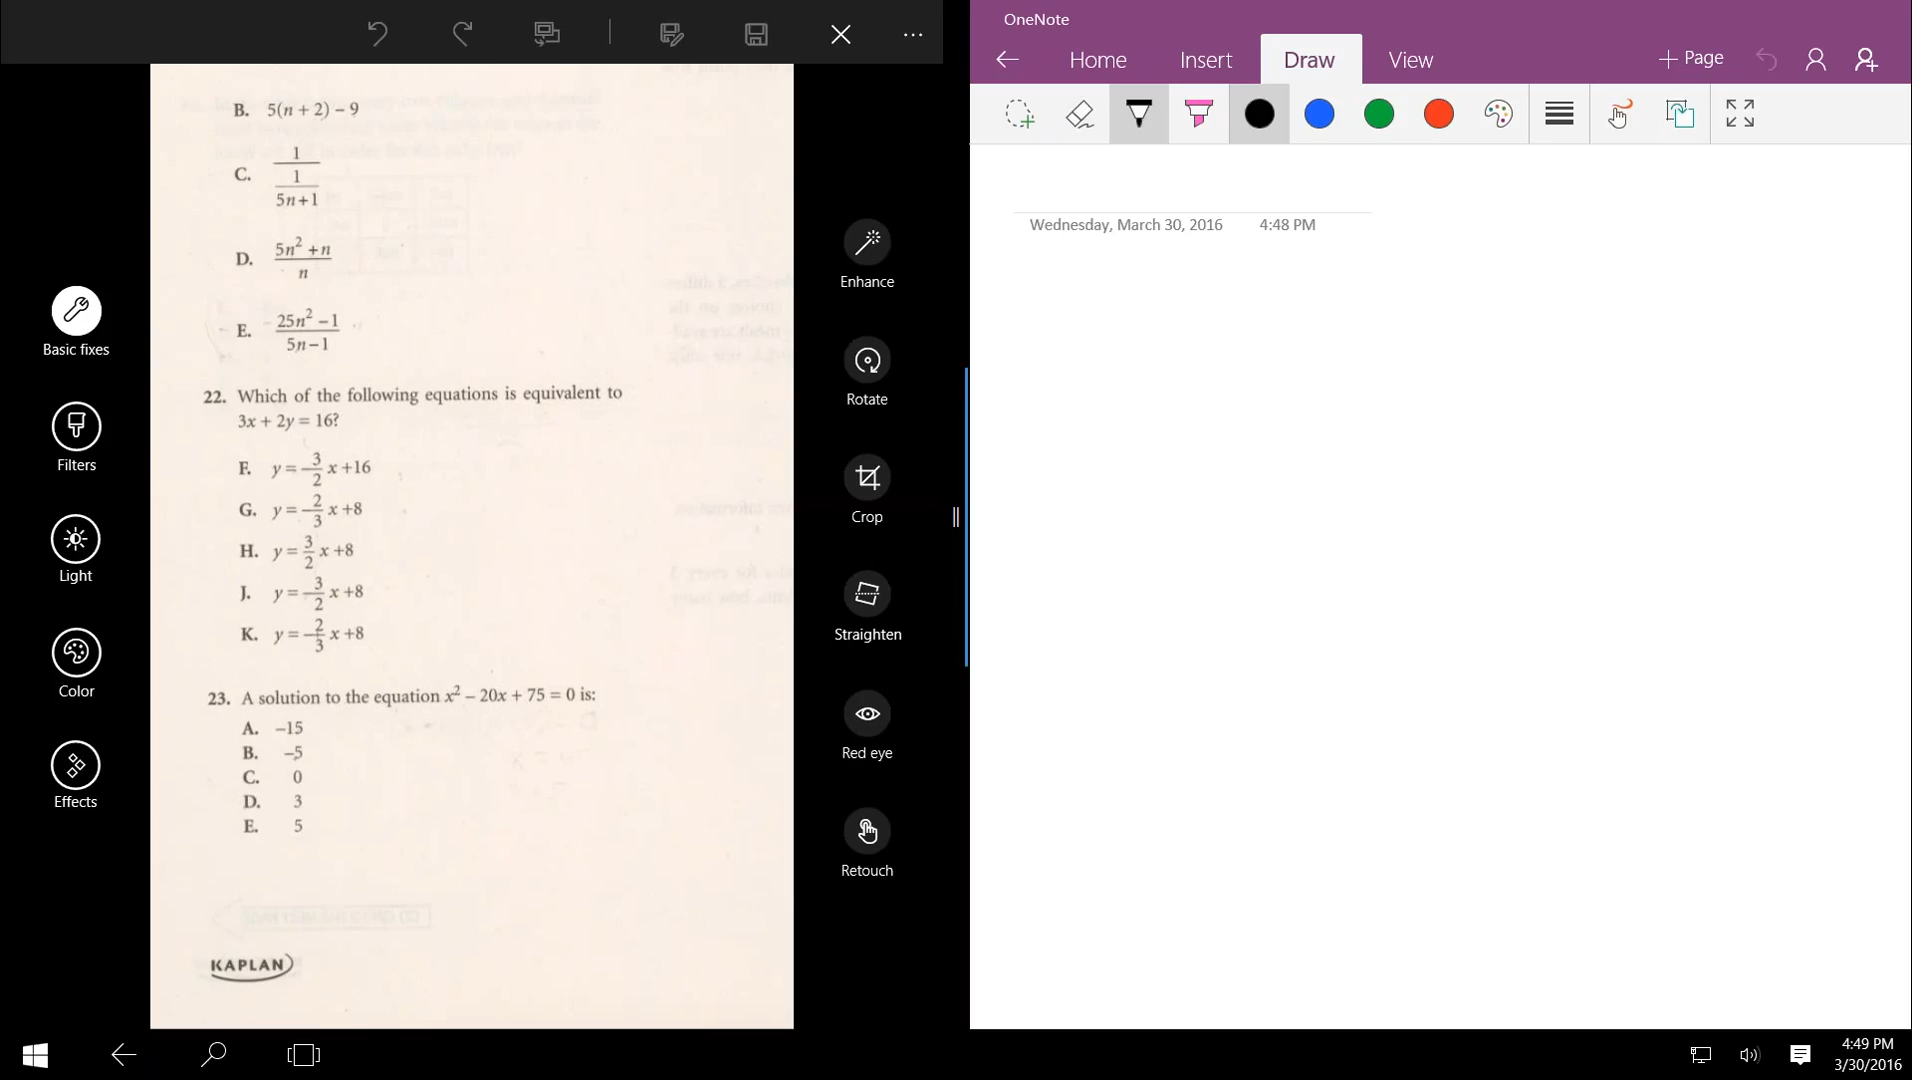 OneNote
Home Insert Draw View + Page
B. 5(n + 2) – 9
C. 1
1
5n+1
D. 5n² + n
n
E. 25n² – 1
5n – 1
22. Which of the following equations is equivalent to
3x + 2y = 16?
F. y = –3/2 x +16
G. y = –2/3 x +8
H. y = 3/2 x +8
J. y = –3/2 x +8
K. y = –2/3 x +8
23. A solution to the equation x² – 20x + 75 = 0 is:
A. –15
B. –5
C. 0
D. 3
E. 5
KAPLAN
Basic fixes
Filters
Light
Color
Effects
Enhance
Rotate
Crop
Straighten
Red eye
Retouch
Wednesday, March 30, 2016 4:48 PM
4:49 PM
3/30/2016